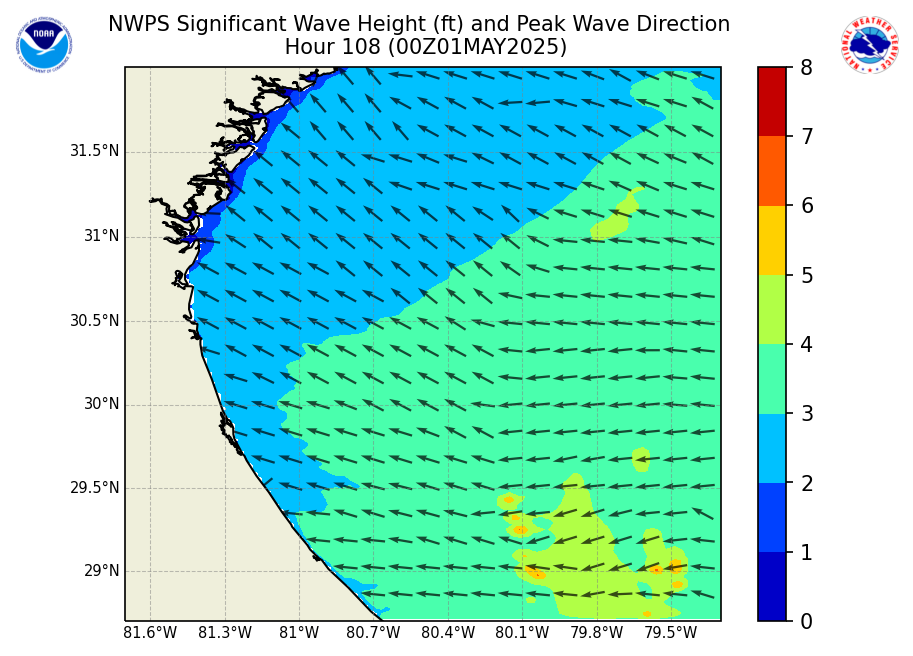 NWPS Significant Wave Height (ft) and Peak Wave Direction
Hour 108 (00Z01MAY2025)
NOAA
NATIONAL WEATHER SERVICE
31.5°N
31°N
30.5°N
30°N
29.5°N
29°N
81.6°W 81.3°W 81°W 80.7°W 80.4°W 80.1°W 79.8°W 79.5°W
8
7
6
5
4
3
2
1
0